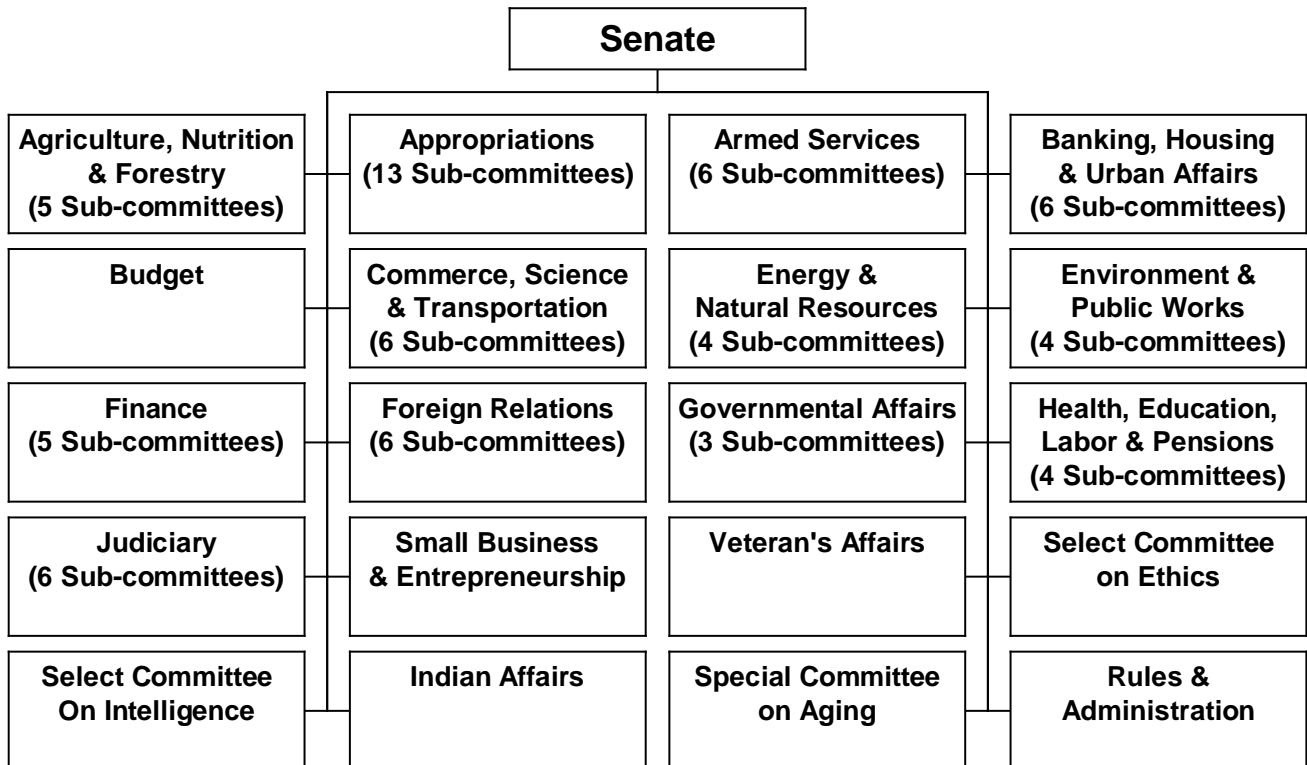 Senate
Agriculture, Nutrition
& Forestry
(5 Sub-committees)
Appropriations
(13 Sub-committees)
Armed Services
(6 Sub-committees)
Banking, Housing
& Urban Affairs
(6 Sub-committees)
Budget
Commerce, Science
& Transportation
(6 Sub-committees)
Energy &
Natural Resources
(4 Sub-committees)
Environment &
Public Works
(4 Sub-committees)
Finance
(5 Sub-committees)
Foreign Relations
(6 Sub-committees)
Governmental Affairs
(3 Sub-committees)
Health, Education,
Labor & Pensions
(4 Sub-committees)
Judiciary
(6 Sub-committees)
Small Business
& Entrepreneurship
Veteran's Affairs
Select Committee
on Ethics
Select Committee
On Intelligence
Indian Affairs
Special Committee
on Aging
Rules &
Administration